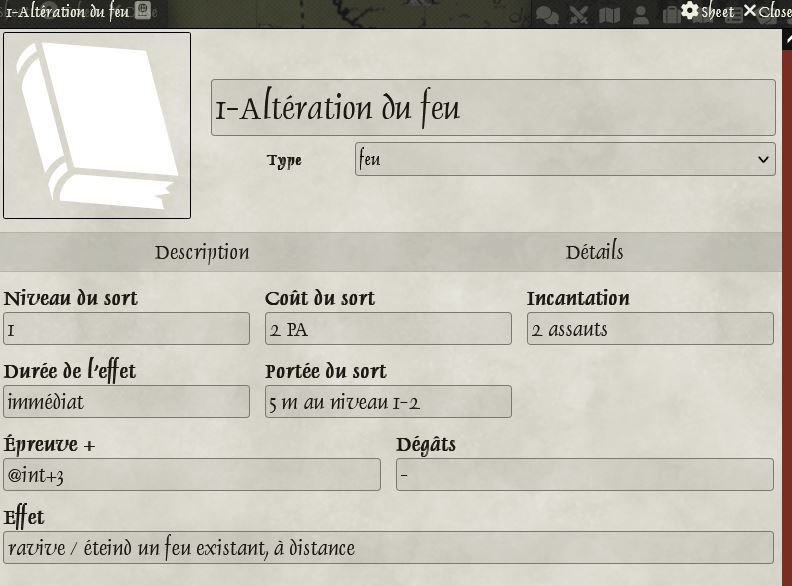 1-Altération du feu
Sheet Close
1-Altération du feu
Type feu
Description Détails
Niveau du sort Coût du sort Incantation
1 2 PA 2 assauts
Durée de l'effet Portée du sort
immédiat 5 m au niveau 1-2
Épreuve + Dégâts
@int+3 -
Effet
ravive / éteind un feu existant, à distance